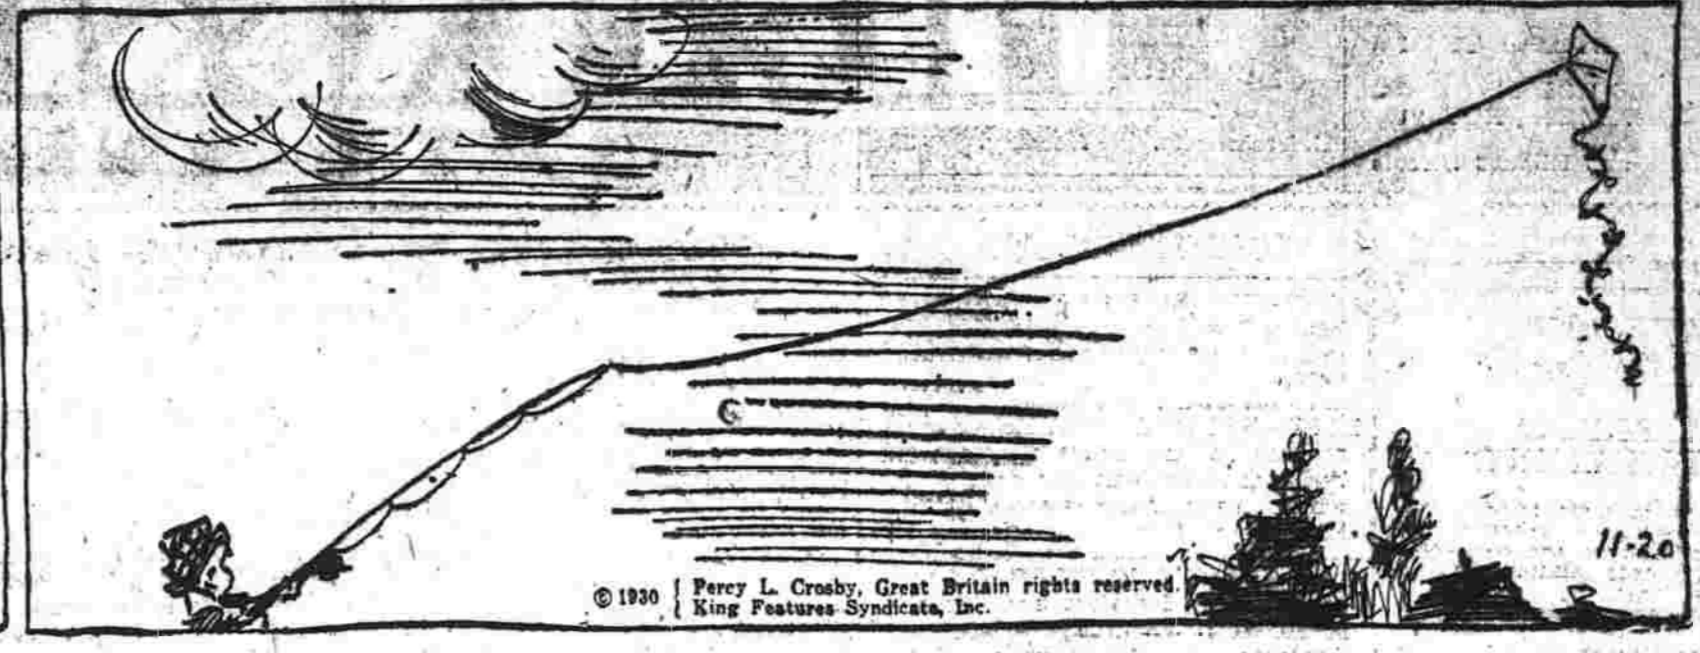 © 1930 { Percy L. Crosby, Great Britain rights reserved.
King Features Syndicate, Inc.
11-20